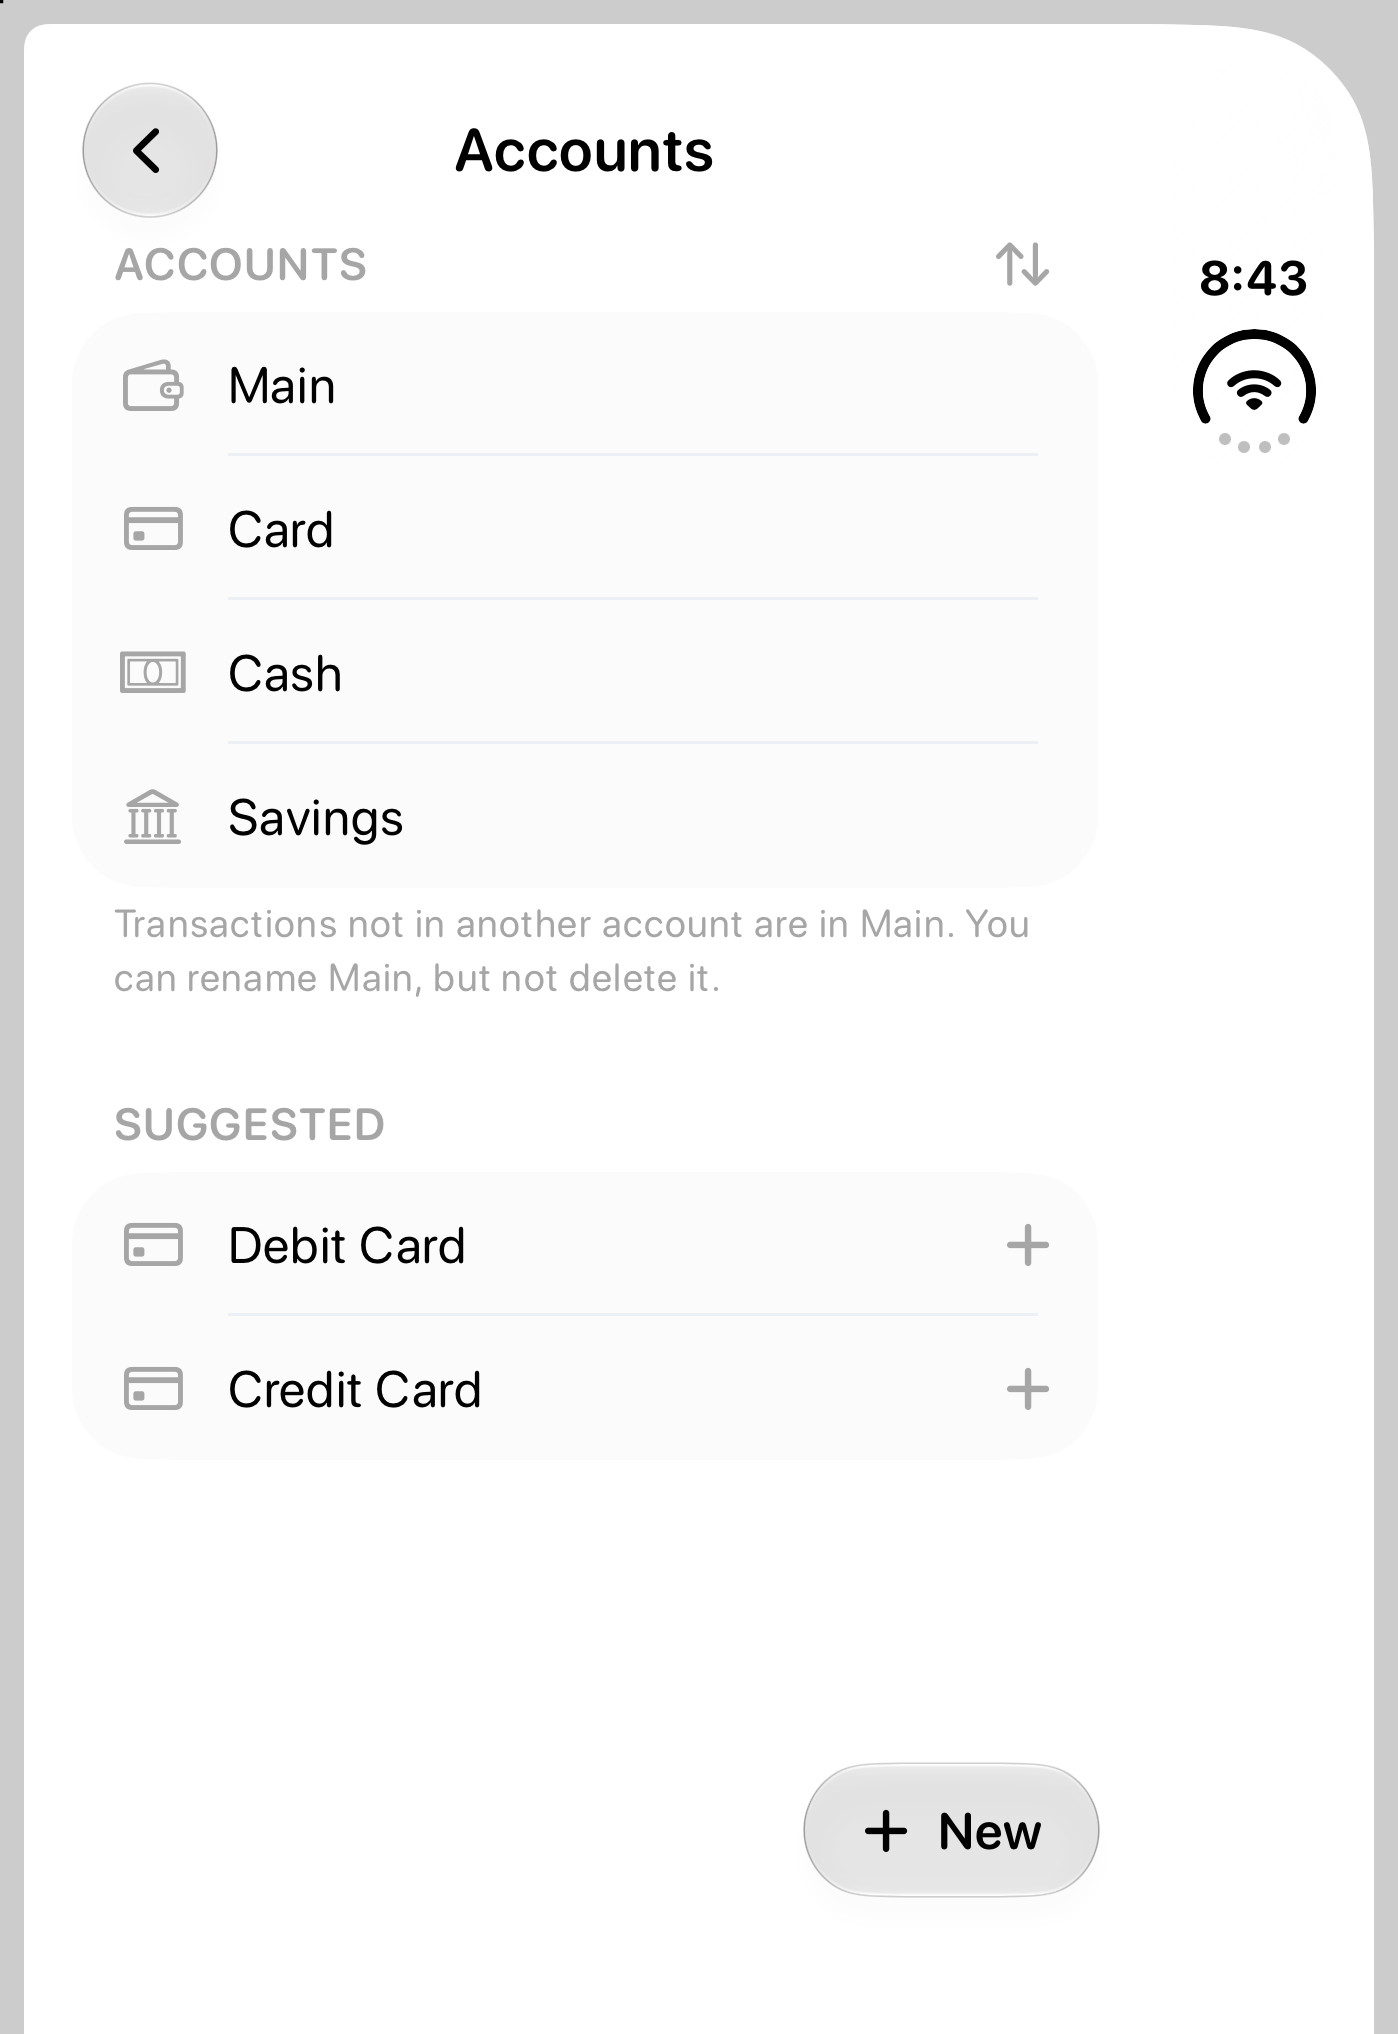 Accounts
ACCOUNTS
8:43
Main
Card
Cash
Savings
Transactions not in another account are in Main. You
can rename Main, but not delete it.
SUGGESTED
Debit Card
Credit Card
New